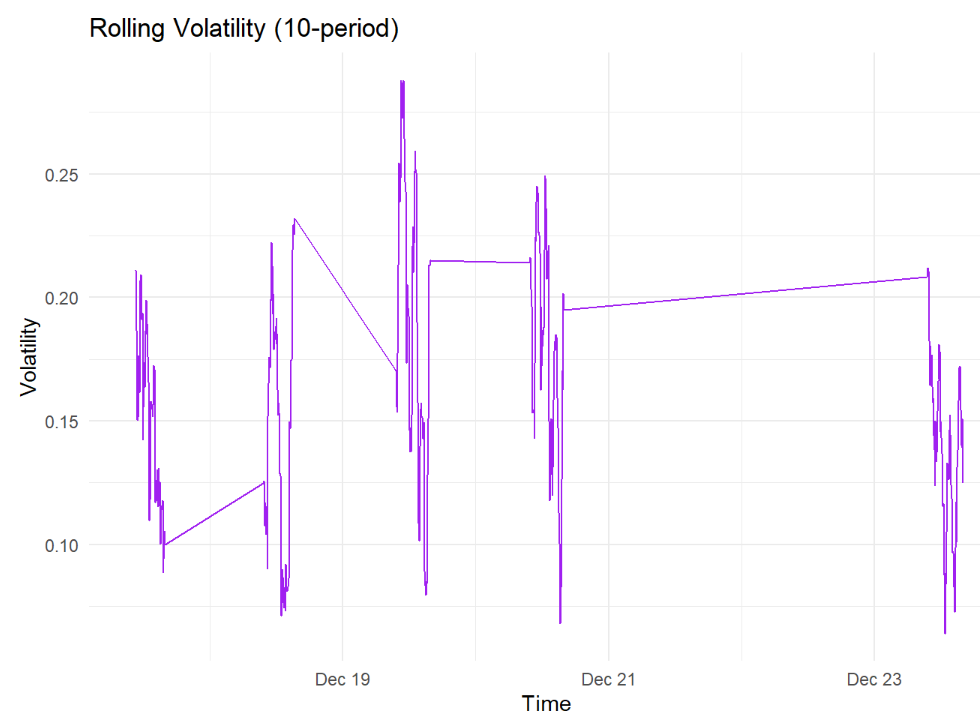 Rolling Volatility (10-period)
Volatility
0.25
0.20
0.15
0.10
Dec 19
Dec 21
Dec 23
Time